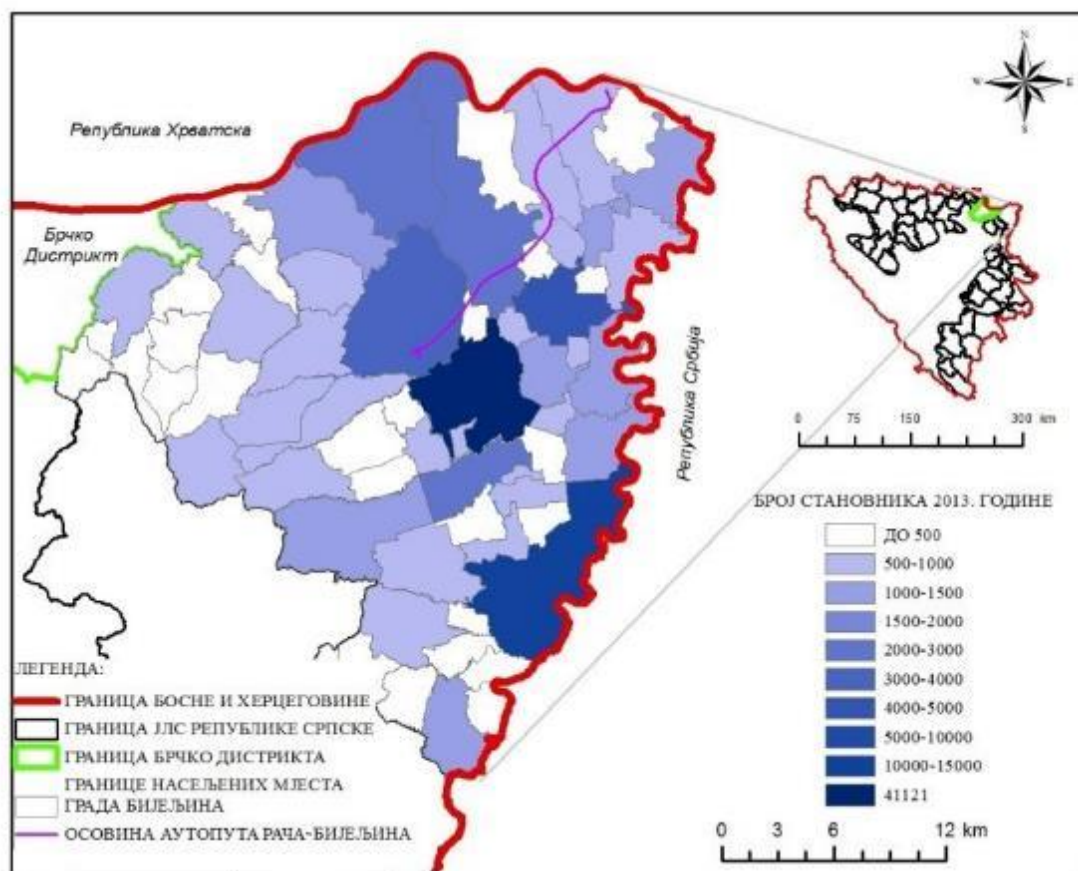 N
W E
S
Република Хрватска
Брчко
Дистрикт
Република Србија
0 75 150 300 km
БРОЈ СТАНОВНИКА 2013. ГОДИНЕ
ДО 500
500-1000
1000-1500
1500-2000
2000-3000
3000-4000
4000-5000
5000-10000
10000-15000
41121
ЛЕГЕНДА:
ГРАНИЦА БОСНЕ И ХЕРЦЕГОВИНЕ
ГРАНИЦА ЈЛС РЕПУБЛИКЕ СРПСКЕ
ГРАНИЦА БРЧКО ДИСТРИКТА
ГРАНИЦЕ НАСЕЉЕНИХ МЈЕСТА
ГРАДА БИЈЕЉИНА
ОСОВИНА АУТОПУТА РАЧА-БИЈЕЉИНА
0 3 6 12 km